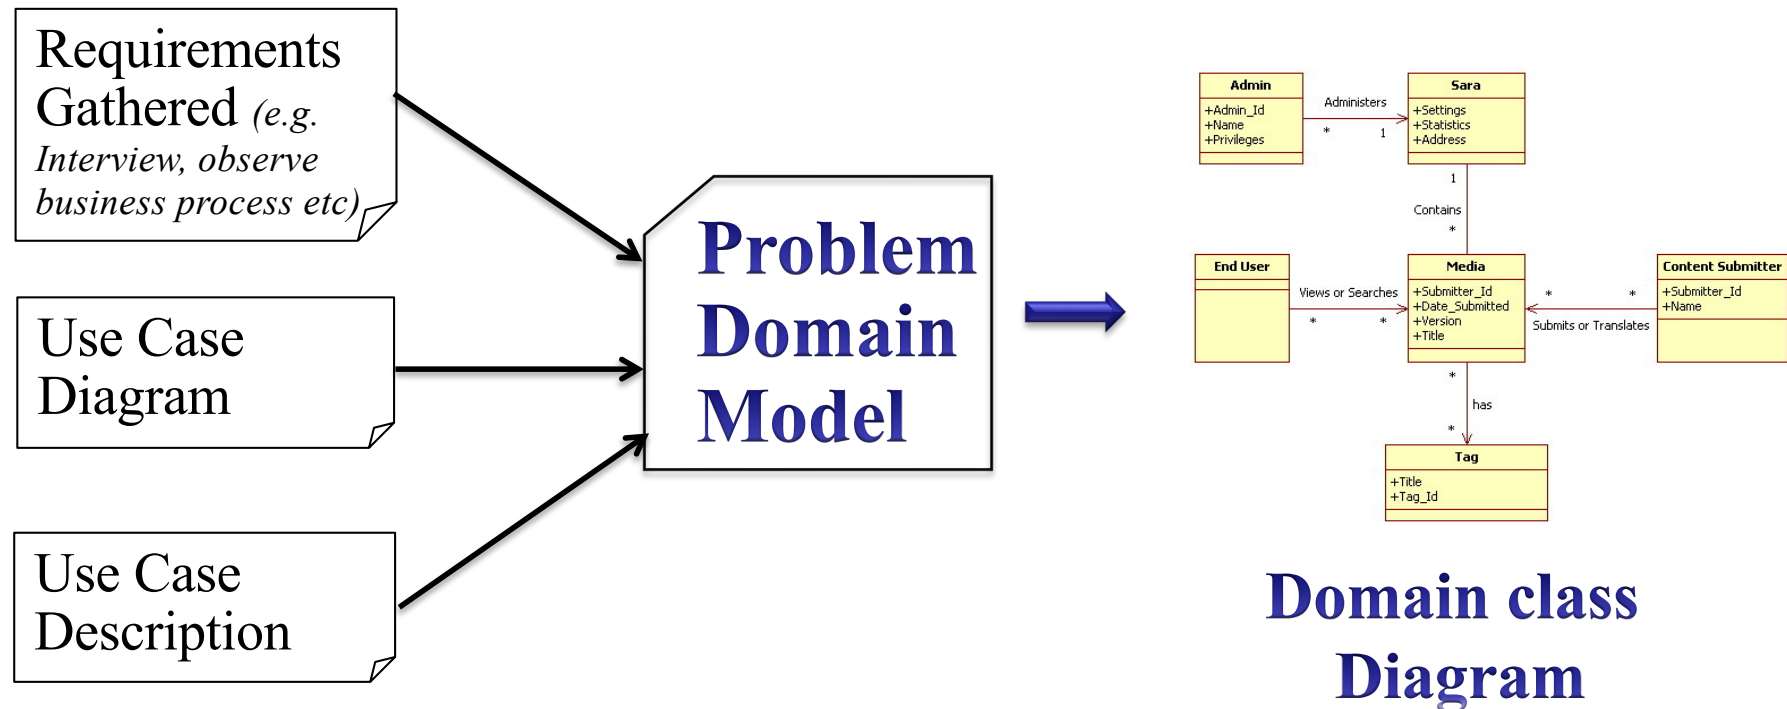 Requirements
Gathered (e.g.
Interview, observe
business process etc)
Use Case
Diagram
Use Case
Description
Problem
Domain
Model
Admin
+Admin_Id
+Name
+Privileges
Administers
*
1
Sara
+Settings
+Statistics
+Address
1
Contains
*
End User
Views or Searches
*
*
Media
+Submitter_Id
+Date_Submitted
+Version
+Title
*
*
Submits or Translates
Content Submitter
+Submitter_Id
+Name
*
has
*
Tag
+Title
+Tag_Id
Domain class
Diagram